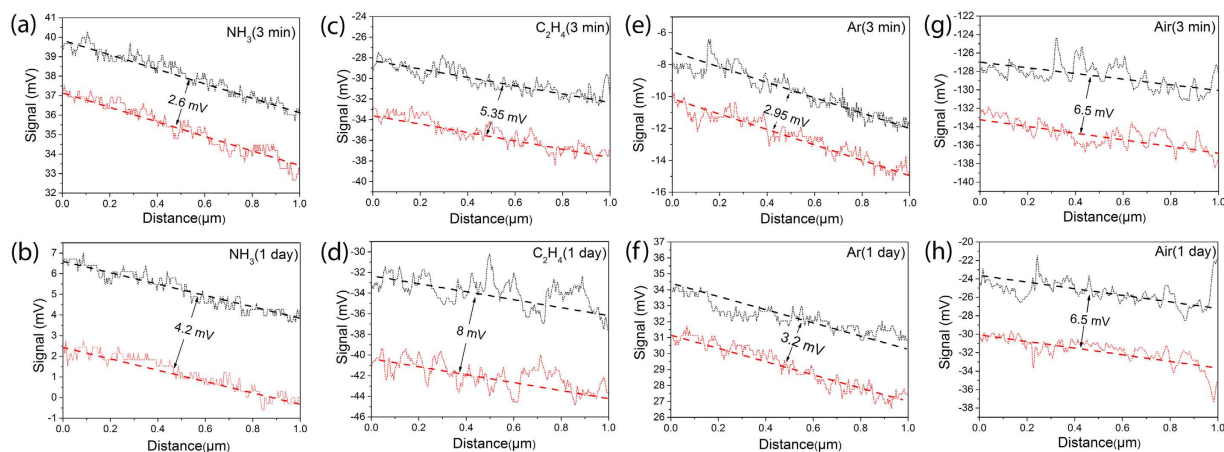 (a)
NH₃(3 min)
Signal (mV)
41
40
39
38
37
36
35
34
33
32
2.6 mV
0.0 0.2 0.4 0.6 0.8 1.0
Distance(μm)
(c)
C₂H₄(3 min)
Signal (mV)
-24
-26
-28
-30
-32
-34
-36
-38
-40
5.35 mV
0.0 0.2 0.4 0.6 0.8 1.0
Distance(μm)
(e)
Ar(3 min)
Signal (mV)
-4
-6
-8
-10
-12
-14
-16
2.95 mV
0.0 0.2 0.4 0.6 0.8 1.0
Distance(μm)
(g)
Air(3 min)
Signal (mV)
-122
-124
-126
-128
-130
-132
-134
-136
-138
-140
6.5 mV
0.0 0.2 0.4 0.6 0.8 1.0
Distance(μm)
(b)
NH₃(1 day)
Signal (mV)
7
6
5
4
3
2
1
0
-1
4.2 mV
0.0 0.2 0.4 0.6 0.8 1.0
Distance(μm)
(d)
C₂H₄(1 day)
Signal (mV)
-30
-32
-34
-36
-38
-40
-42
-44
-46
8 mV
0.0 0.2 0.4 0.6 0.8 1.0
Distance(μm)
(f)
Ar(1 day)
Signal (mV)
37
36
35
34
33
32
31
30
29
28
27
26
3.2 mV
0.0 0.2 0.4 0.6 0.8 1.0
Distance(μm)
(h)
Air(1 day)
Signal (mV)
-20
-22
-24
-26
-28
-30
-32
-34
-36
-38
6.5 mV
0.0 0.2 0.4 0.6 0.8 1.0
Distance(μm)